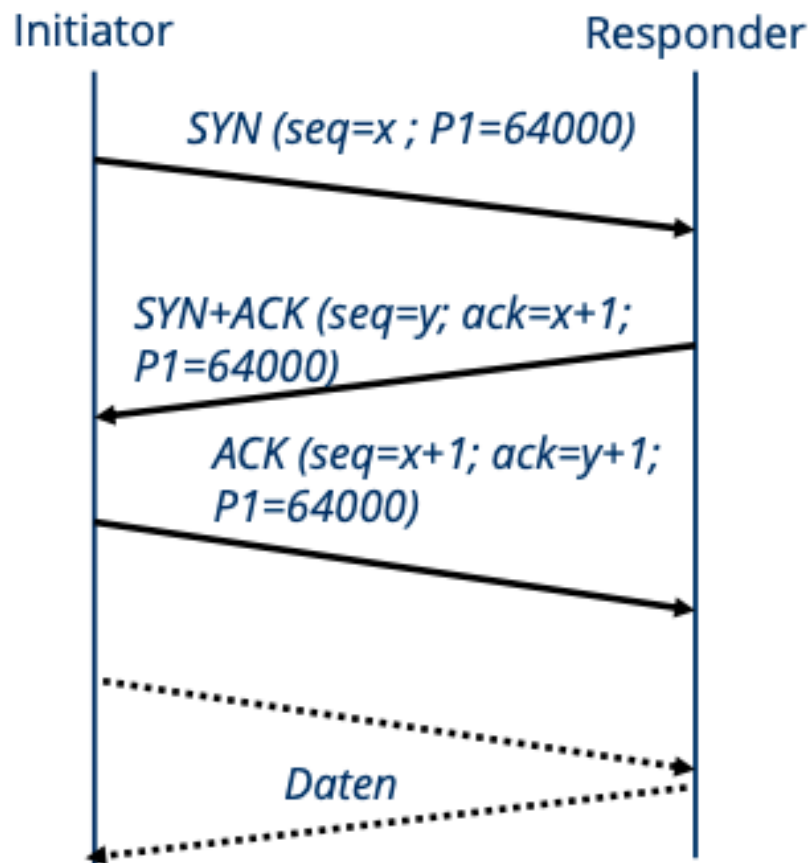 Initiator
Responder
SYN (seq=x ; P1=64000)
SYN+ACK (seq=y; ack=x+1;
P1=64000)
ACK (seq=x+1; ack=y+1;
P1=64000)
Daten